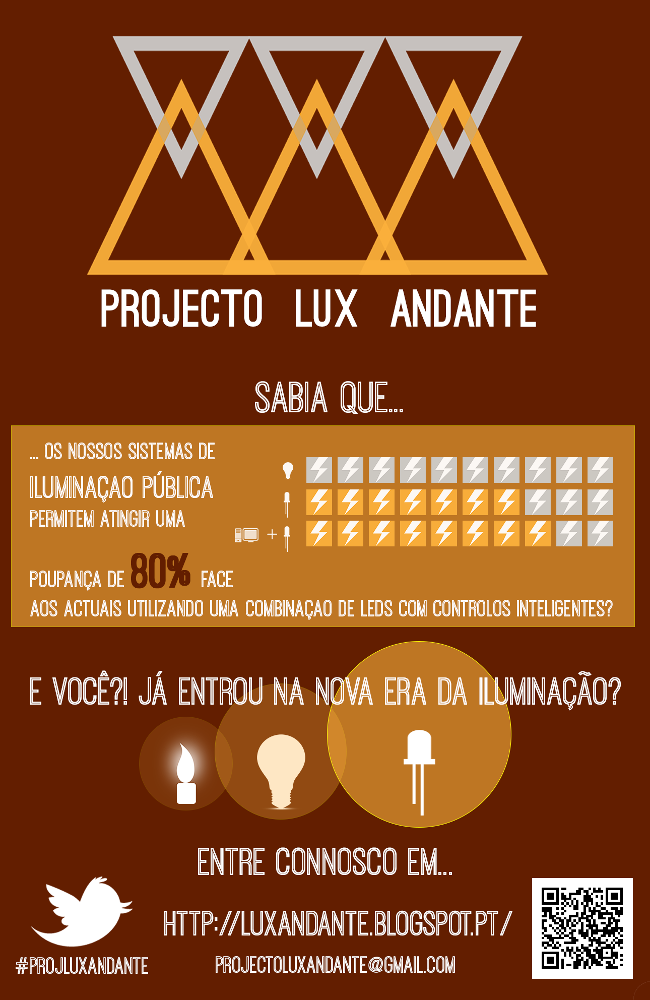 PROJECTO LUX ANDANTE
SABIA QUE...
... OS NOSSOS SISTEMAS DE
ILUMINAÇAO PÚBLICA
PERMITEM ATINGIR UMA
POUPANÇA DE 80% FACE
AOS ACTUAIS UTILIZANDO UMA COMBINAÇAO DE LEDS COM CONTROLOS INTELIGENTES?
E VOCÊ?! JÁ ENTROU NA NOVA ERA DA ILUMINAÇÃO?
ENTRE CONNOSCO EM...
HTTP://LUXANDANTE.BLOGSPOT.PT/
#PROJLUXANDANTE
PROJECTOLUXANDANTE@GMAIL.COM